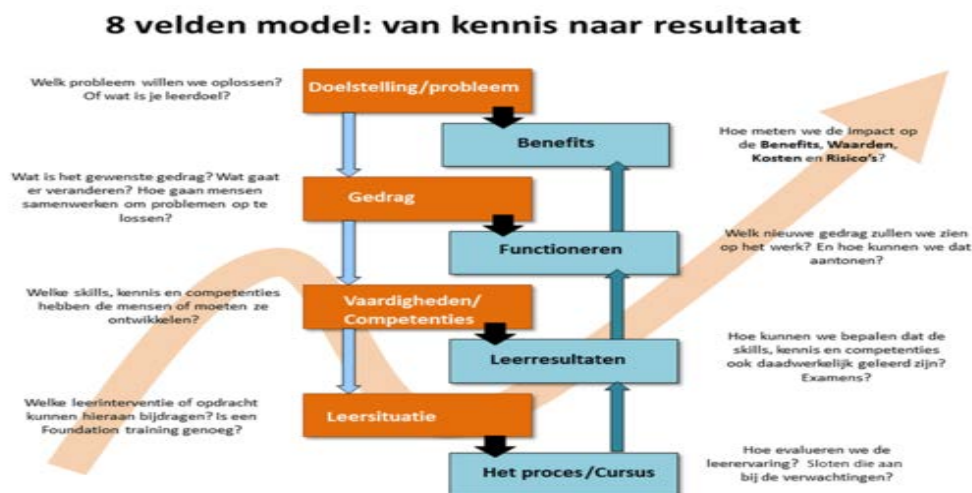 8 velden model: van kennis naar resultaat
Welk probleem willen we oplossen?
Of wat is je leerdoel?
Doelstelling/probleem
Benefits
Hoe meten we de impact op
de Benefits, Waarden,
Kosten en Risico's?
Wat is het gewenste gedrag? Wat gaat
er veranderen? Hoe gaan mensen
samenwerken om problemen op te
lossen?
Gedrag
Functioneren
Welk nieuwe gedrag zullen we zien
op het werk? En hoe kunnen we dat
aantonen?
Welke skills, kennis en competenties
hebben de mensen of moeten ze
ontwikkelen?
Vaardigheden/
Competenties
Leerresultaten
Hoe kunnen we bepalen dat de
skills, kennis en competenties
ook daadwerkelijk geleerd zijn?
Examens?
Welke leerinterventie of opdracht
kunnen hieraan bijdragen? Is een
Foundation training genoeg?
Leersituatie
Het proces/Cursus
Hoe evalueren we de
leerervaring? Sloten die aan
bij de verwachtingen?